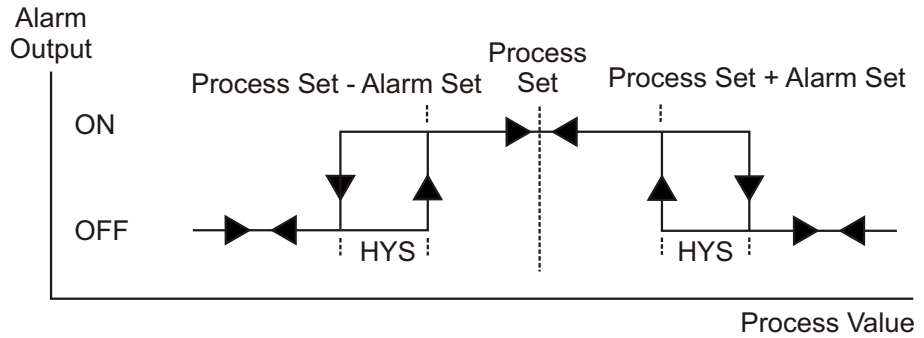 Alarm
Output
Process Set - Alarm Set
Process
Set
Process Set + Alarm Set
ON
OFF
HYS
HYS
Process Value